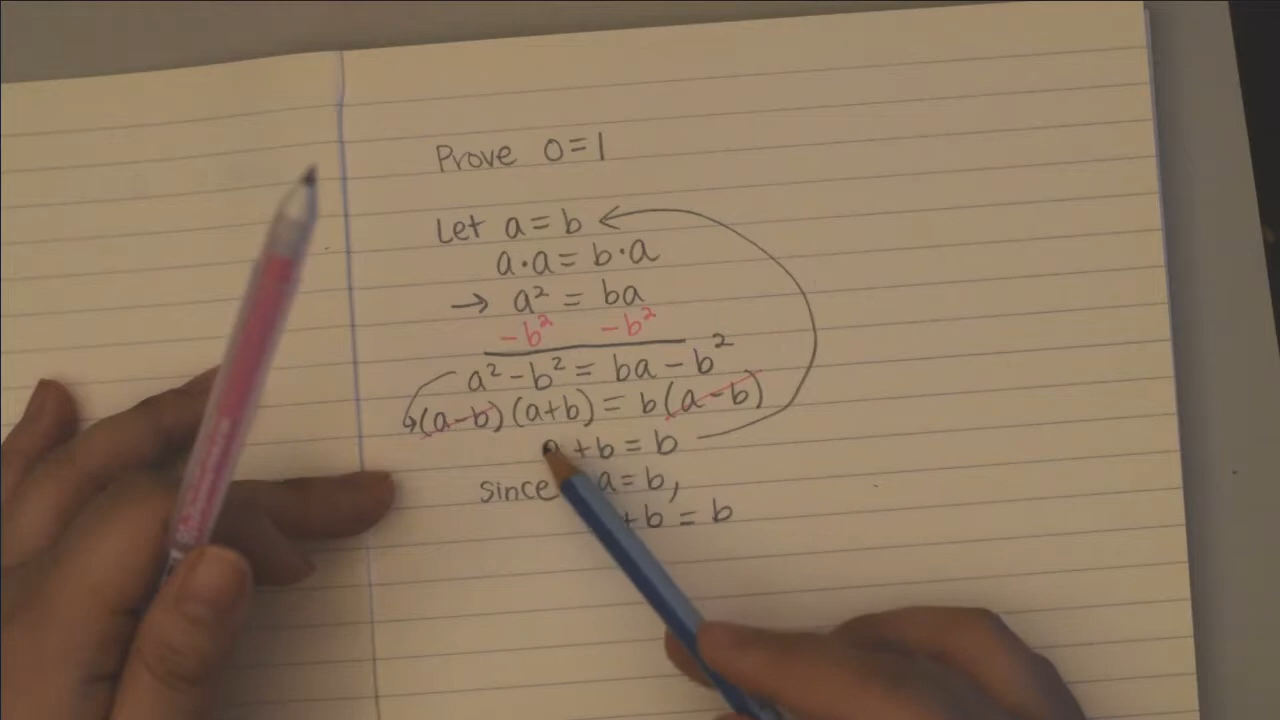 Prove 0=1
Let a=b
a·a = b·a
→ a² = ba
-b² -b²
a²-b² = ba-b²
(a-b)(a+b) = b(a-b)
+b = b
since a=b,
+b = b